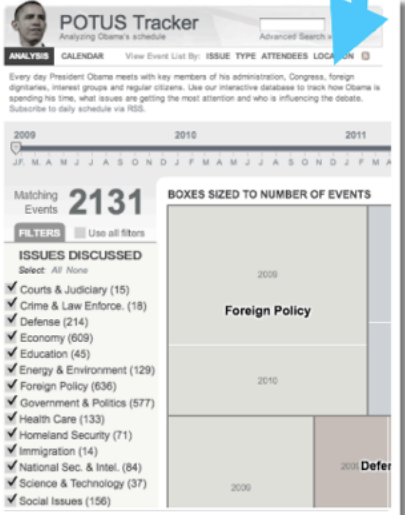 POTUS Tracker
Analyzing Obama's schedule
Advanced Search
ANALYSIS CALENDAR View Event List By: ISSUE TYPE ATTENDEES LOCATION
Every day President Obama meets with key members of his administration, Congress, foreign
dignitaries, interest groups and regular citizens. Use our interactive database to track how Obama is
spending his time, what issues are getting the most attention and who is influencing the debate.
Subscribe to daily schedule via RSS.
2009 2010 2011
J F M A M J J A S O N D J F M A M J J A S O N D J F M A
Matching
Events 2131
BOXES SIZED TO NUMBER OF EVENTS
FILTERS Use all filters
ISSUES DISCUSSED
Select: All None
Courts & Judiciary (15)
Crime & Law Enforce. (18)
Defense (214)
Economy (609)
Education (45)
Energy & Environment (129)
Foreign Policy (636)
Government & Politics (577)
Health Care (133)
Homeland Security (71)
Immigration (14)
National Sec. & Intel. (84)
Science & Technology (37)
Social Issues (156)
2009
Foreign Policy
2010
2009 Defen
2009